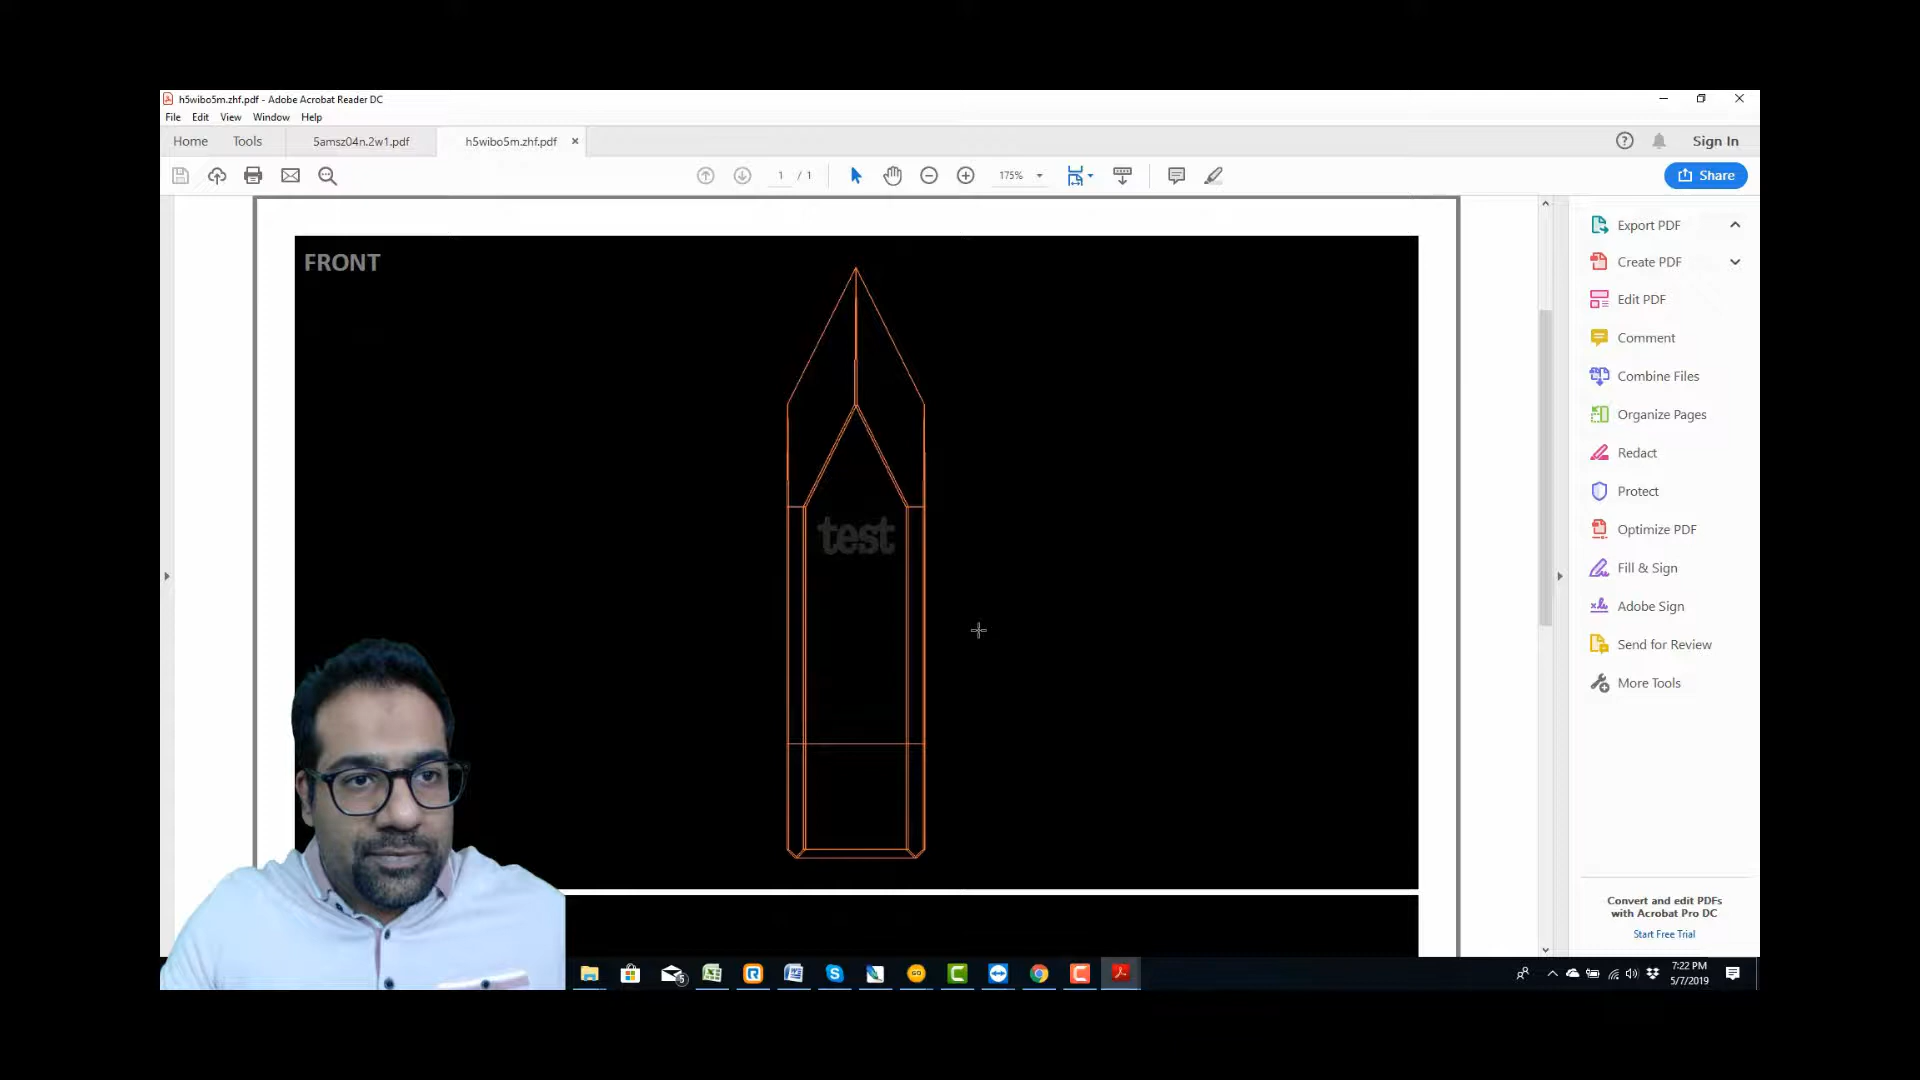 h5wibo5m.zhf.pdf - Adobe Acrobat Reader DC
File Edit View Window Help
Home Tools 5amsz04n.2w1.pdf h5wibo5m.zhf.pdf Sign In
1 / 1 175% Share
FRONT
test
Export PDF
Create PDF
Edit PDF
Comment
Combine Files
Organize Pages
Redact
Protect
Optimize PDF
Fill & Sign
Adobe Sign
Send for Review
More Tools
Convert and edit PDFs
with Acrobat Pro DC
Start Free Trial
7:22 PM
5/7/2019